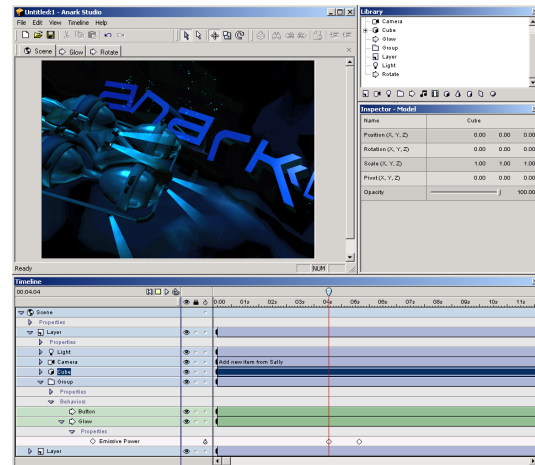 Untitled:1 - Anark Studio
File Edit View Timeline Help
Scene Glow Rotate
ANARK
Ready
NUM
Library
Camera
Cube
Glow
Group
Layer
Light
Rotate
Inspector - Model
Name Cube
Position (X, Y, Z) 0.00 0.00 0.00
Rotation (X, Y, Z) 0.00 0.00 0.00
Scale (X, Y, Z) 1.00 1.00 1.00
Pivot (X, Y, Z) 0.00 0.00 0.00
Opacity 100.00
Timeline
00:04:04
0:00 01s 02s 03s 04s 05s 06s 07s 08s 09s 10s 11s
Scene
Properties
Layer
Properties
Light
Camera Add new item from Sally
Cube
Group
Properties
Behaviors
Button
Glow
Properties
Emissive Power
Layer